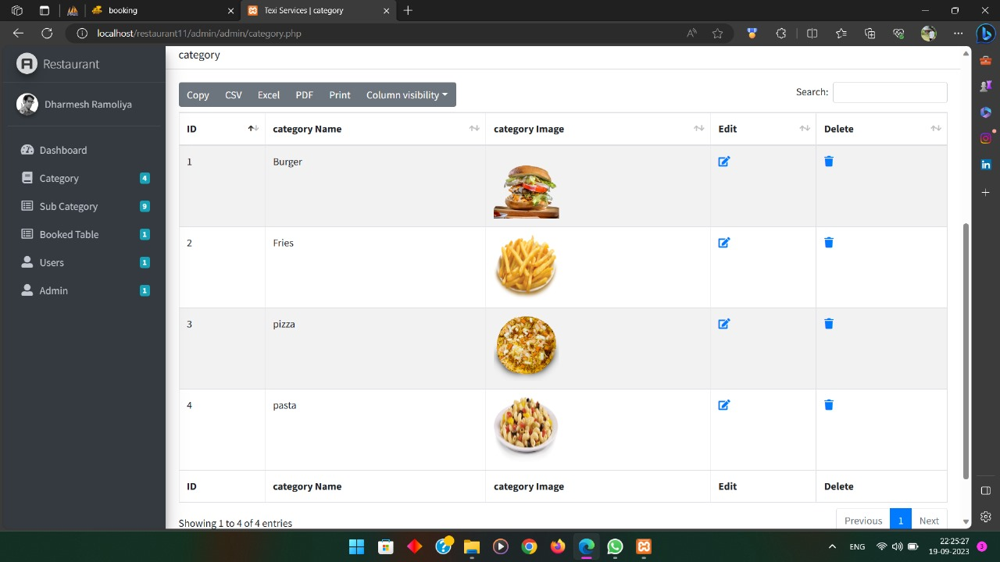 booking
Texi Services | category
localhost/restaurant11/admin/admin/category.php
Restaurant
Dharmesh Ramoliya
Dashboard
Category 4
Sub Category 9
Booked Table 1
Users 1
Admin 1
category
Copy CSV Excel PDF Print Column visibility
Search:
ID category Name category Image Edit Delete
1 Burger
2 Fries
3 pizza
4 pasta
ID category Name category Image Edit Delete
Showing 1 to 4 of 4 entries
Previous 1 Next
ENG
22:25:27
19-09-2023
3